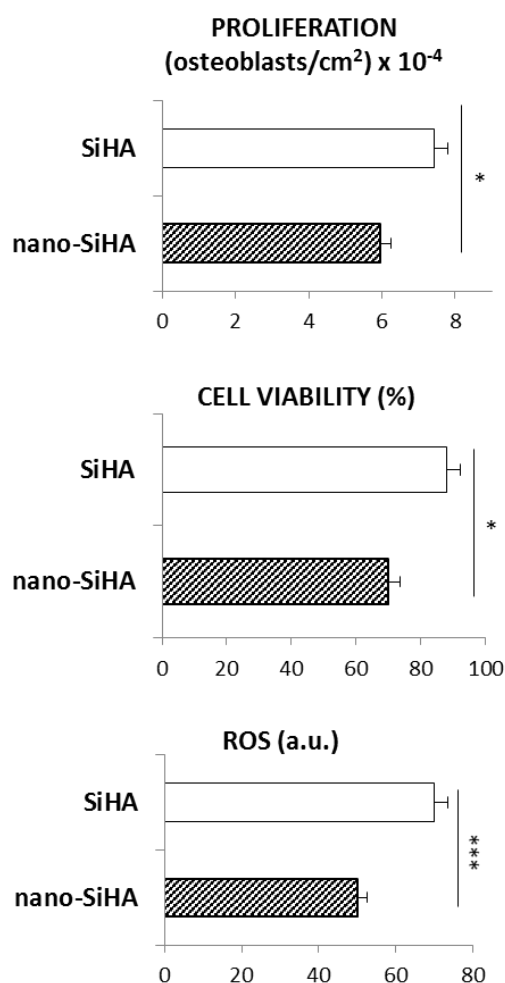 PROLIFERATION
(osteoblasts/cm²) x 10⁻⁴
SiHA
*
nano-SiHA
0 2 4 6 8
CELL VIABILITY (%)
SiHA
*
nano-SiHA
0 20 40 60 80 100
ROS (a.u.)
SiHA
***
nano-SiHA
0 20 40 60 80